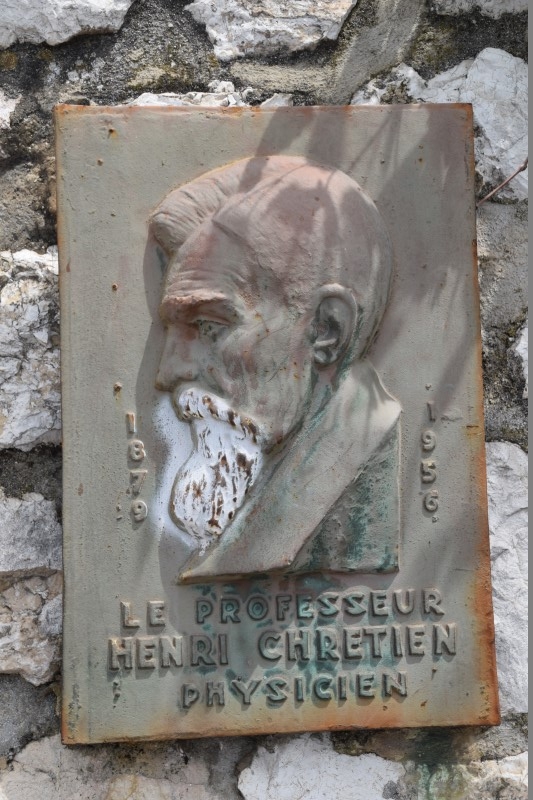 1879
1956
LE PROFESSEUR
HENRI CHRETIEN
PHYSICIEN